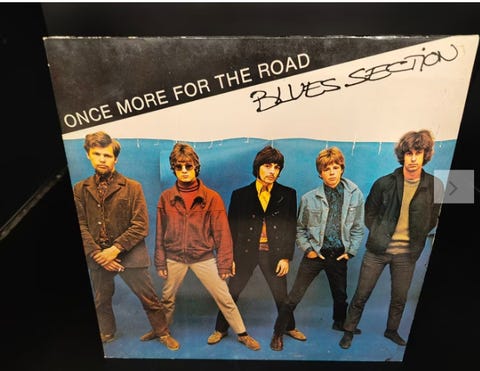 ONCE MORE FOR THE ROAD
BLUES SECTION